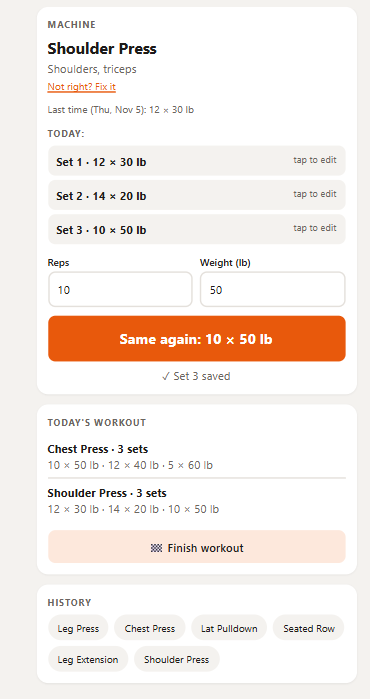 MACHINE
Shoulder Press
Shoulders, triceps
Not right? Fix it
Last time (Thu, Nov 5): 12 × 30 lb
TODAY:
Set 1 · 12 × 30 lb tap to edit
Set 2 · 14 × 20 lb tap to edit
Set 3 · 10 × 50 lb tap to edit
Reps Weight (lb)
10 50
Same again: 10 × 50 lb
✓ Set 3 saved
TODAY'S WORKOUT
Chest Press · 3 sets
10 × 50 lb · 12 × 40 lb · 5 × 60 lb
Shoulder Press · 3 sets
12 × 30 lb · 14 × 20 lb · 10 × 50 lb
Finish workout
HISTORY
Leg Press Chest Press Lat Pulldown Seated Row
Leg Extension Shoulder Press